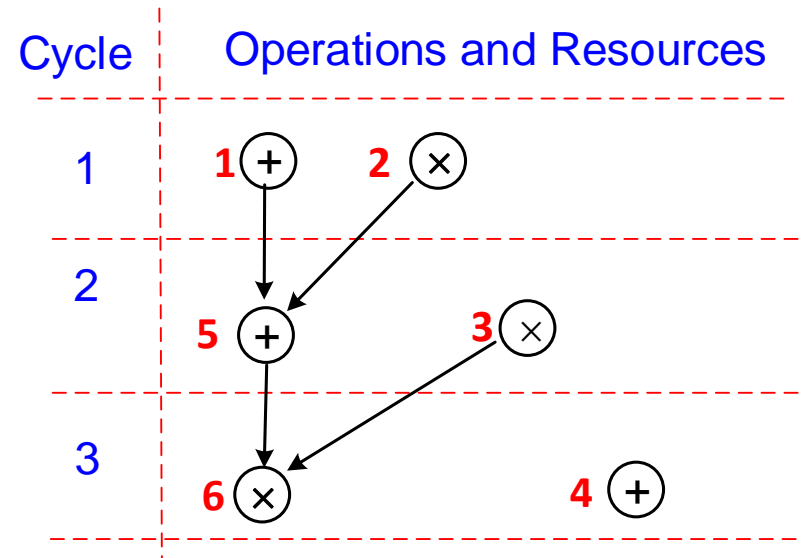 Cycle Operations and Resources
1 1 + 2 ×
2
5 + 3 ×
3
6 × 4 +